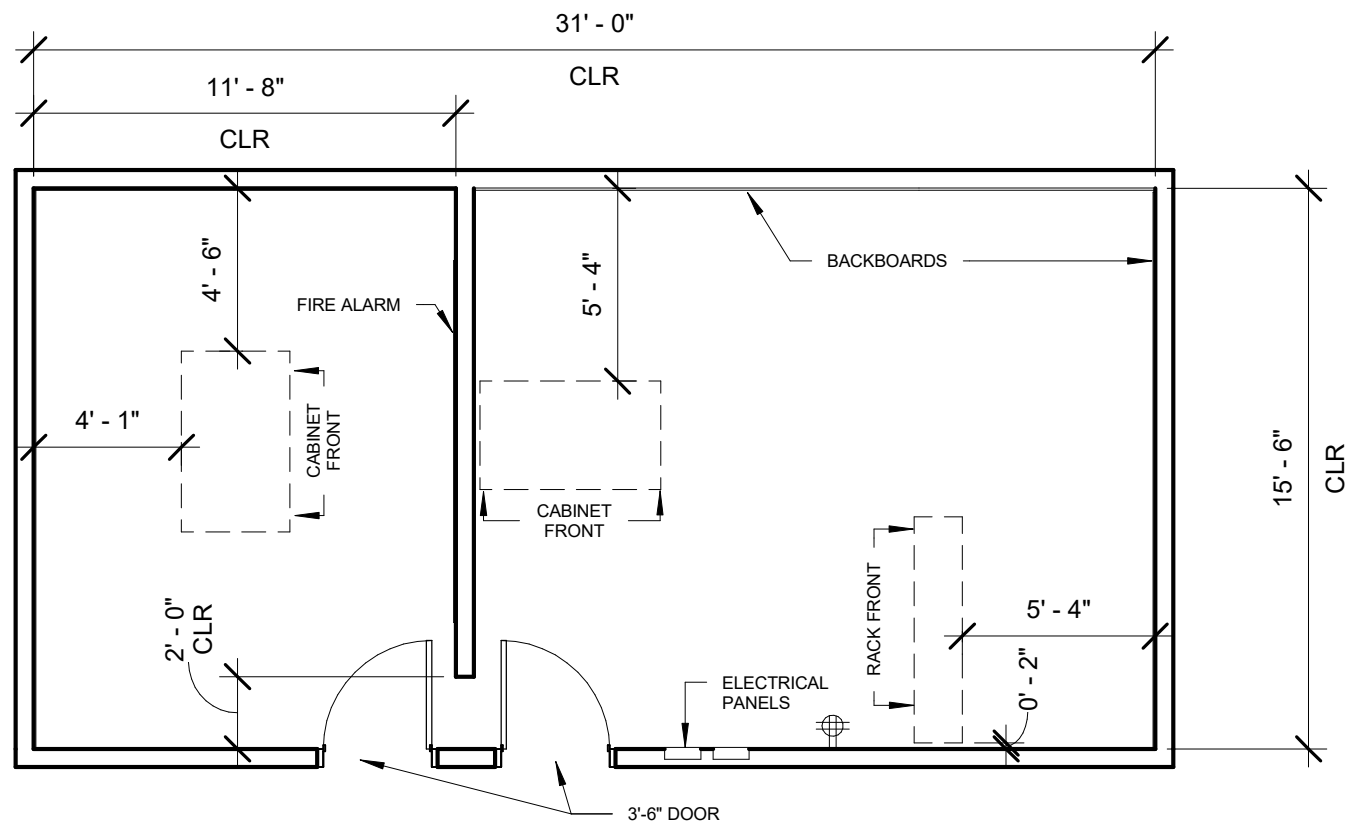 31' - 0"
CLR
11' - 8"
CLR
4' - 6"
5' - 4"
BACKBOARDS
FIRE ALARM
4' - 1"
CABINET
FRONT
CABINET
FRONT
15' - 6"
CLR
2' - 0"
CLR
RACK FRONT
5' - 4"
0' - 2"
ELECTRICAL
PANELS
3'-6" DOOR